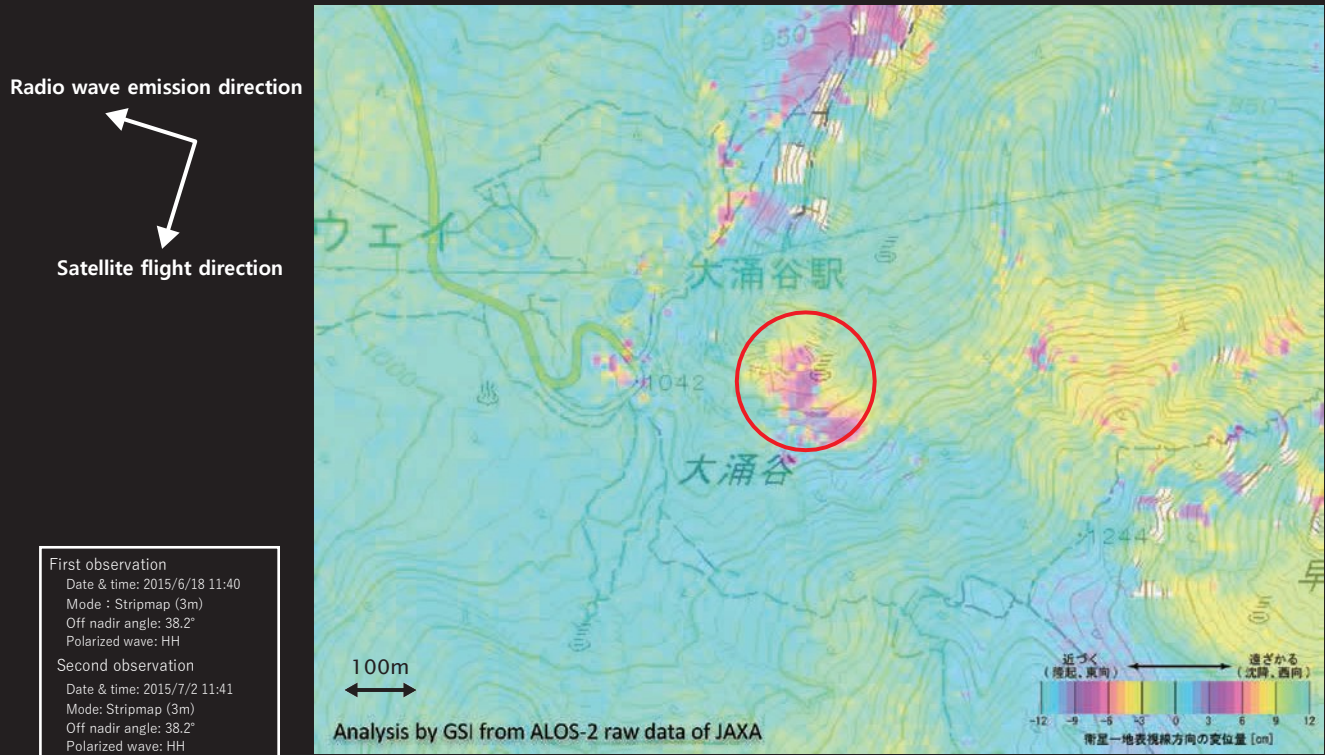 Radio wave emission direction
Satellite flight direction
First observation
Date & time: 2015/6/18 11:40
Mode：Stripmap (3m)
Off nadir angle: 38.2°
Polarized wave: HH
Second observation
Date & time: 2015/7/2 11:41
Mode: Stripmap (3m)
Off nadir angle: 38.2°
Polarized wave: HH
950
850
ウェイ
大涌谷駅
1000
·1042
大涌谷
·1244
早
100m
Analysis by GSI from ALOS-2 raw data of JAXA
近づく
(隆起、東向)
遠ざかる
(沈降、西向)
-12 -9 -6 -3 0 3 6 9 12
衛星－地表視線方向の変位量 [cm]